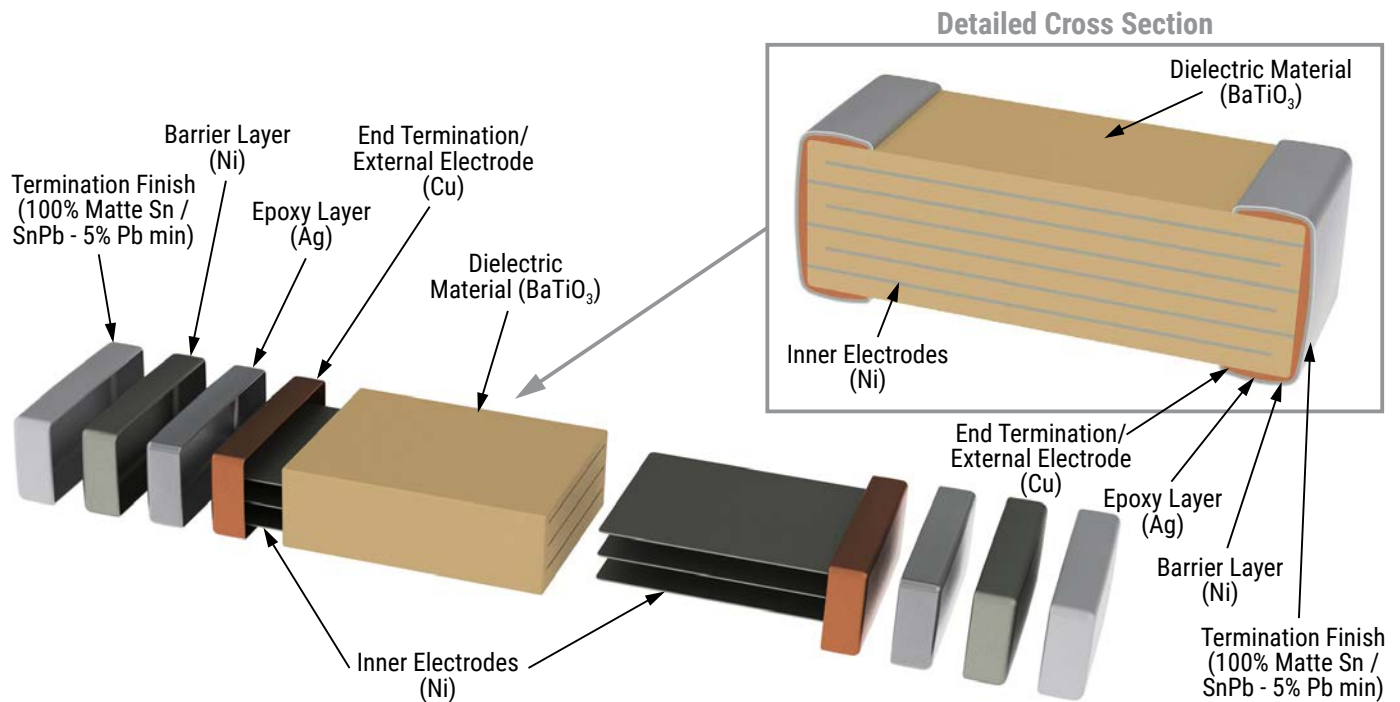 Detailed Cross Section
Dielectric Material
(BaTiO₃)
Inner Electrodes
(Ni)
End Termination/
External Electrode
(Cu)
Epoxy Layer
(Ag)
Barrier Layer
(Ni)
Termination Finish
(100% Matte Sn /
SnPb - 5% Pb min)
Termination Finish
(100% Matte Sn /
SnPb - 5% Pb min)
Barrier Layer
(Ni)
Epoxy Layer
(Ag)
End Termination/
External Electrode
(Cu)
Dielectric
Material (BaTiO₃)
Inner Electrodes
(Ni)